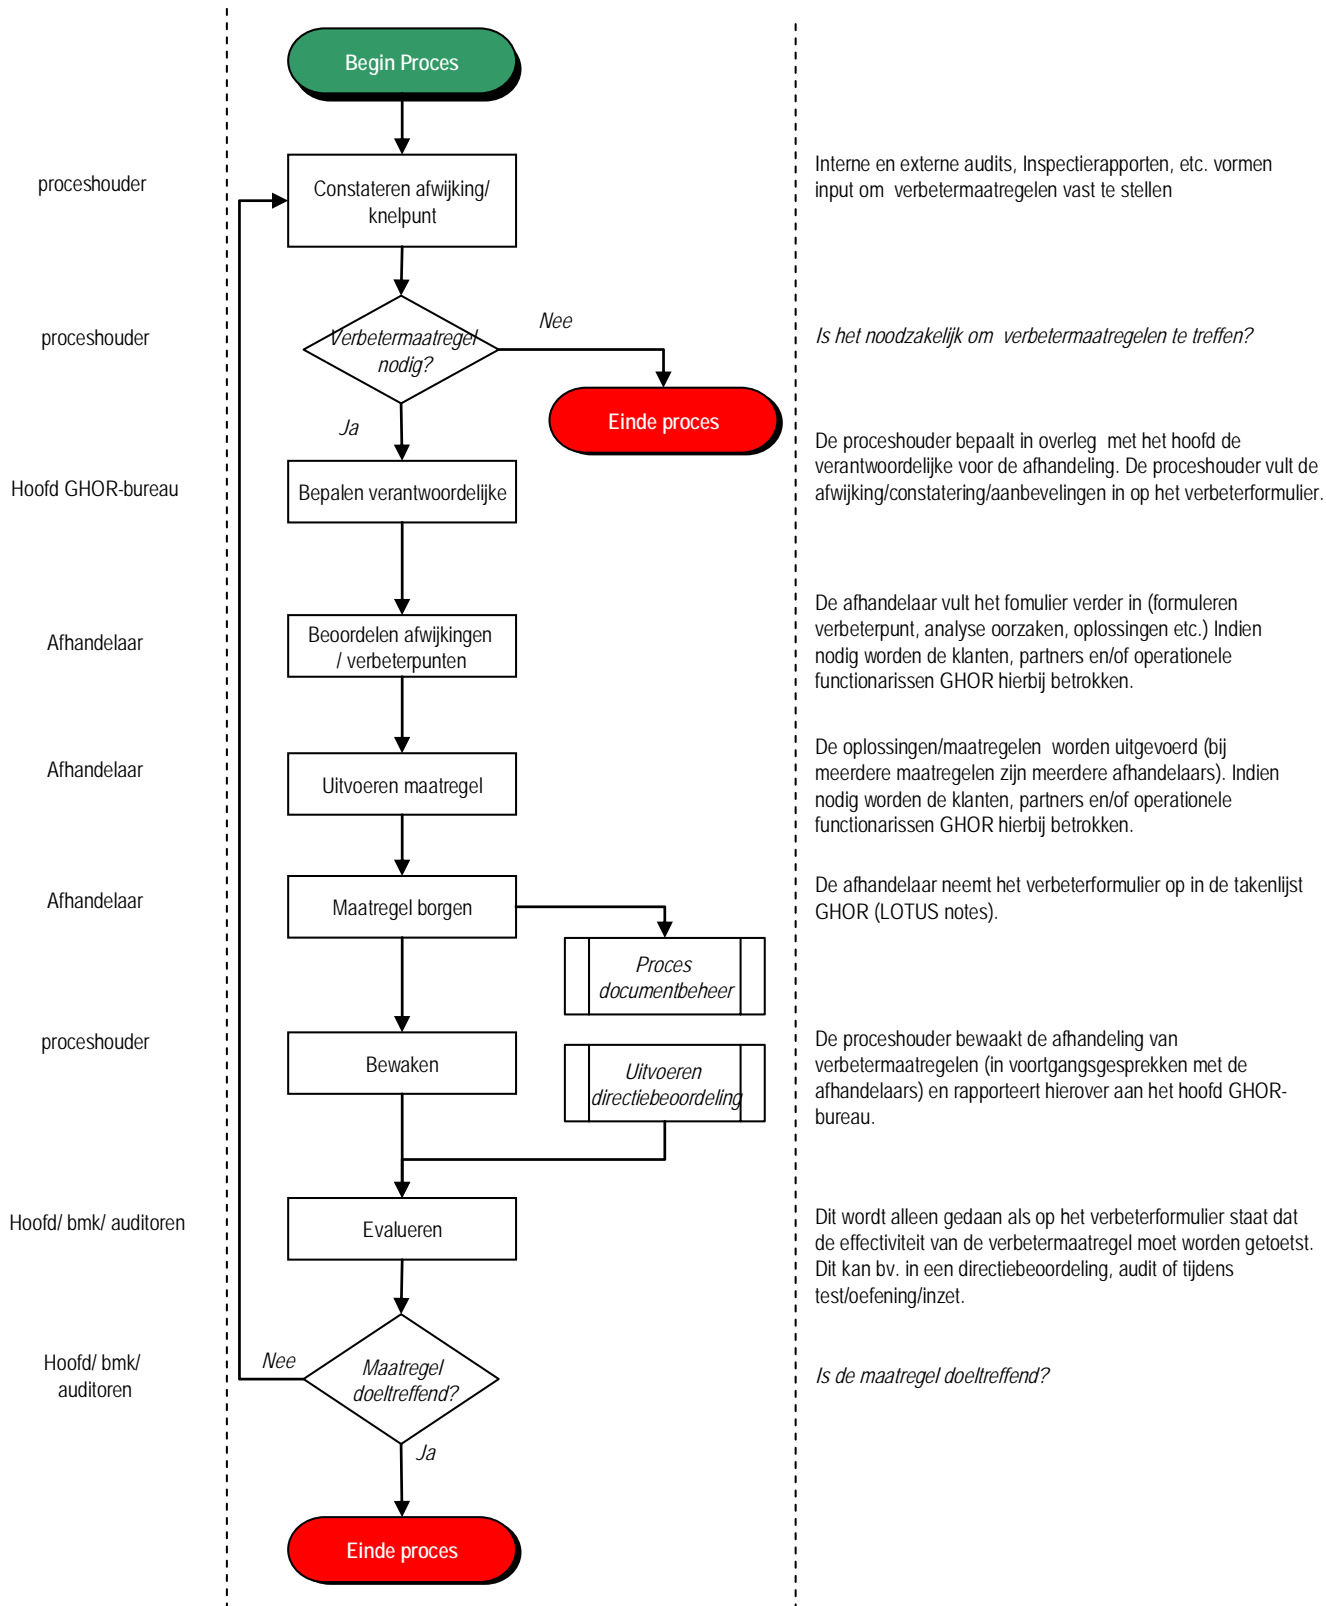 Begin Proces
proceshouder
Constateren afwijking/
knelpunt
Interne en externe audits, Inspectierapporten, etc. vormen
input om verbetermaatregelen vast te stellen
proceshouder
Verbetermaatregel
nodig?
Nee
Is het noodzakelijk om verbetermaatregelen te treffen?
Einde proces
Ja
Hoofd GHOR-bureau
Bepalen verantwoordelijke
De proceshouder bepaalt in overleg met het hoofd de
verantwoordelijke voor de afhandeling. De proceshouder vult de
afwijking/constatering/aanbevelingen in op het verbeterformulier.
Afhandelaar
Beoordelen afwijkingen
/ verbeterpunten
De afhandelaar vult het fomulier verder in (formuleren
verbeterpunt, analyse oorzaken, oplossingen etc.) Indien
nodig worden de klanten, partners en/of operationele
functionarissen GHOR hierbij betrokken.
Afhandelaar
Uitvoeren maatregel
De oplossingen/maatregelen worden uitgevoerd (bij
meerdere maatregelen zijn meerdere afhandelaars). Indien
nodig worden de klanten, partners en/of operationele
functionarissen GHOR hierbij betrokken.
Afhandelaar
Maatregel borgen
De afhandelaar neemt het verbeterformulier op in de takenlijst
GHOR (LOTUS notes).
Proces
documentbeheer
proceshouder
Bewaken
Uitvoeren
directiebeoordeling
De proceshouder bewaakt de afhandeling van
verbetermaatregelen (in voortgangsgesprekken met de
afhandelaars) en rapporteert hierover aan het hoofd GHOR-
bureau.
Hoofd/ bmk/ auditoren
Evalueren
Dit wordt alleen gedaan als op het verbeterformulier staat dat
de effectiviteit van de verbetermaatregel moet worden getoetst.
Dit kan bv. in een directiebeoordeling, audit of tijdens
test/oefening/inzet.
Hoofd/ bmk/
auditoren
Nee
Maatregel
doeltreffend?
Is de maatregel doeltreffend?
Ja
Einde proces